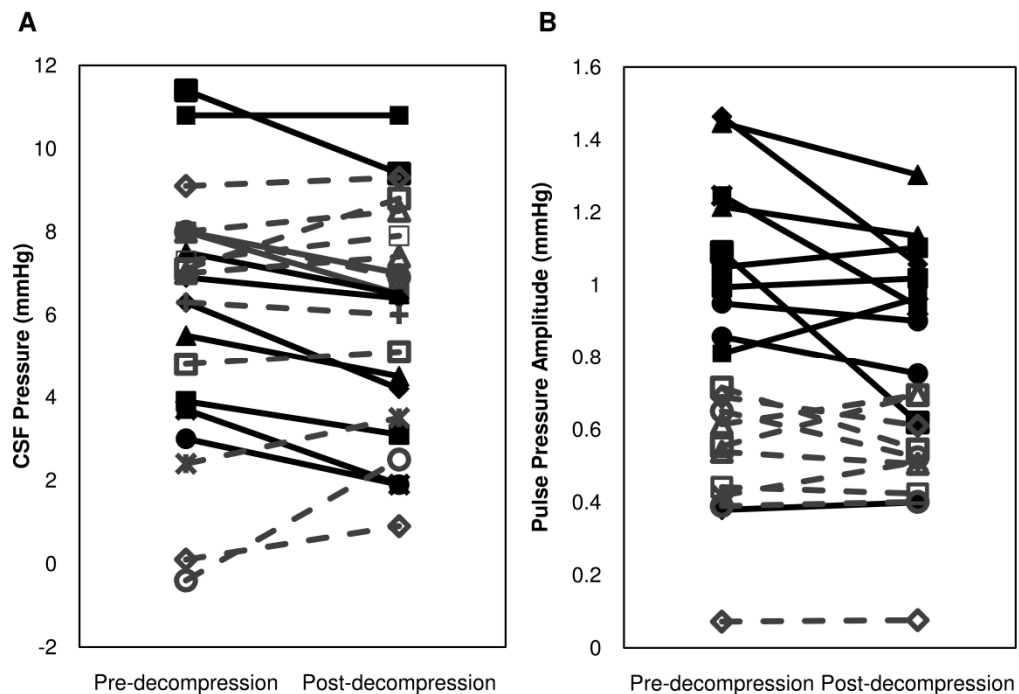 A
CSF Pressure (mmHg)
12
10
8
6
4
2
0
-2
Pre-decompression Post-decompression
B
Pulse Pressure Amplitude (mmHg)
1.6
1.4
1.2
1
0.8
0.6
0.4
0.2
0
Pre-decompression Post-decompression